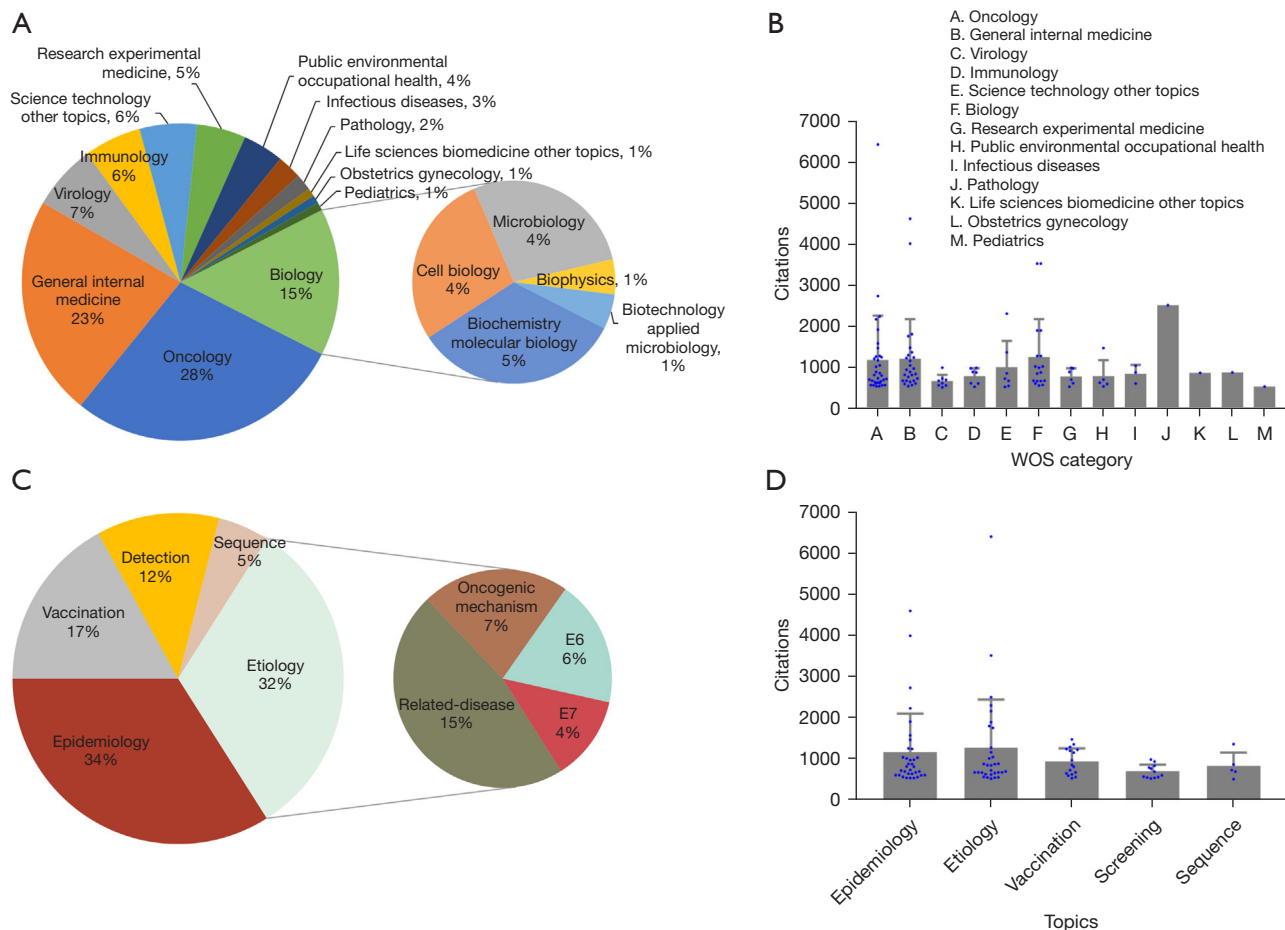 A
Research experimental
medicine, 5%
Science technology
other topics, 6%
Public environmental
occupational health, 4%
Infectious diseases, 3%
Pathology, 2%
Life sciences biomedicine other topics, 1%
Obstetrics gynecology, 1%
Pediatrics, 1%
Immunology
6%
Virology
7%
General internal
medicine
23%
Oncology
28%
Biology
15%
Microbiology
4%
Cell biology
4%
Biophysics, 1%
Biochemistry
molecular biology
5%
Biotechnology
applied
microbiology,
1%
B
A. Oncology
B. General internal medicine
C. Virology
D. Immunology
E. Science technology other topics
F. Biology
G. Research experimental medicine
H. Public environmental occupational health
I. Infectious diseases
J. Pathology
K. Life sciences biomedicine other topics
L. Obstetrics gynecology
M. Pediatrics
Citations
7000
6000
5000
4000
3000
2000
1000
0
A B C D E F G H I J K L M
WOS category
C
Sequence
5%
Detection
12%
Vaccination
17%
Etiology
32%
Epidemiology
34%
Oncogenic
mechanism
7%
E6
6%
Related-disease
15%
E7
4%
D
Citations
7000
6000
5000
4000
3000
2000
1000
0
Epidemiology
Etiology
Vaccination
Screening
Sequence
Topics